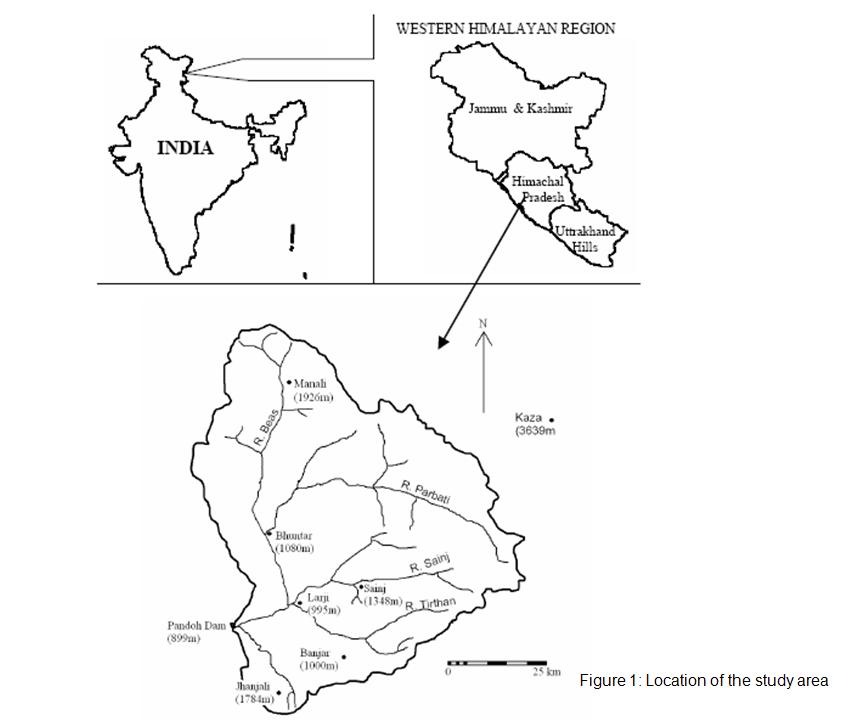 WESTERN HIMALAYAN REGION
INDIA
Jammu & Kashmir
Himachal
Pradesh
Uttrakhand
Hills
N
Manali
(1926m)
Kaza
(3639m
R. Beas
R. Parbati
Bhuntar
(1080m)
R. Sainj
Sainj
(1348m)
Larji
(995m)
R. Tirthan
Pandoh Dam
(899m)
Banjar
(1000m)
Jhanjali
(1784m)
0 25 km
Figure 1: Location of the study area